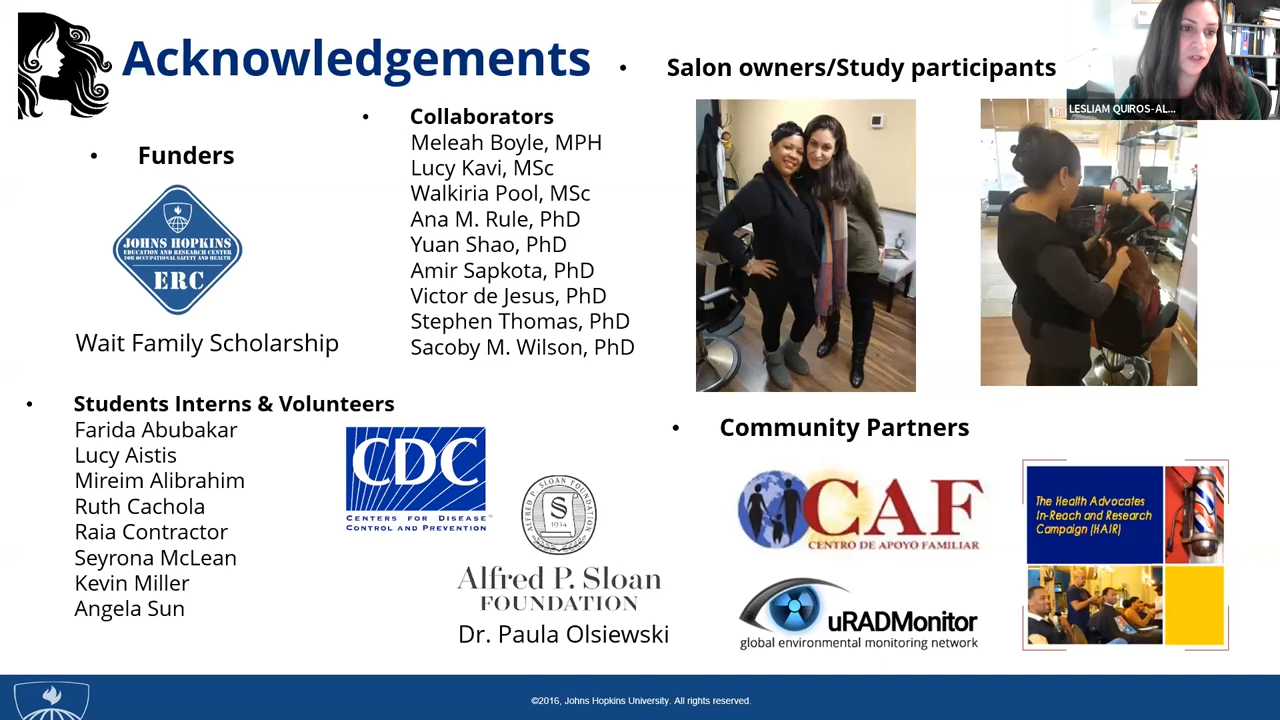 Acknowledgements
Funders
JOHNS HOPKINS
EDUCATION AND RESEARCH CENTER
FOR OCCUPATIONAL SAFETY AND HEALTH
ERC
Wait Family Scholarship
Collaborators
Meleah Boyle, MPH
Lucy Kavi, MSc
Walkiria Pool, MSc
Ana M. Rule, PhD
Yuan Shao, PhD
Amir Sapkota, PhD
Victor de Jesus, PhD
Stephen Thomas, PhD
Sacoby M. Wilson, PhD
Salon owners/Study participants
LESLIAM QUIROS-AL...
Students Interns & Volunteers
Farida Abubakar
Lucy Aistis
Mireim Alibrahim
Ruth Cachola
Raia Contractor
Seyrona McLean
Kevin Miller
Angela Sun
CDC
CENTERS FOR DISEASE
CONTROL AND PREVENTION
ALFRED P. SLOAN FOUNDATION
S
1934
Alfred P. Sloan
FOUNDATION
Dr. Paula Olsiewski
Community Partners
CAF
CENTRO DE APOYO FAMILIAR
uRADMonitor
global environmental monitoring network
The Health Advocates
In-Reach and Research
Campaign (HAIR)
©2016, Johns Hopkins University. All rights reserved.